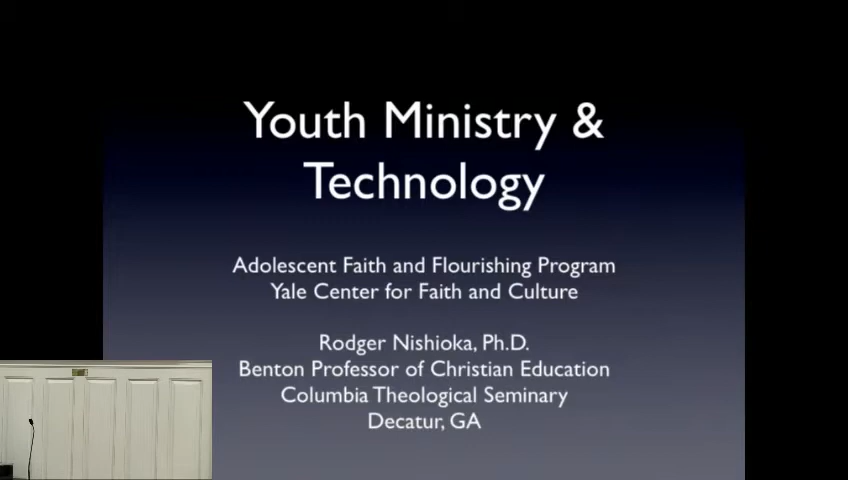 Youth Ministry &
Technology
Adolescent Faith and Flourishing Program
Yale Center for Faith and Culture
Rodger Nishioka, Ph.D.
Benton Professor of Christian Education
Columbia Theological Seminary
Decatur, GA